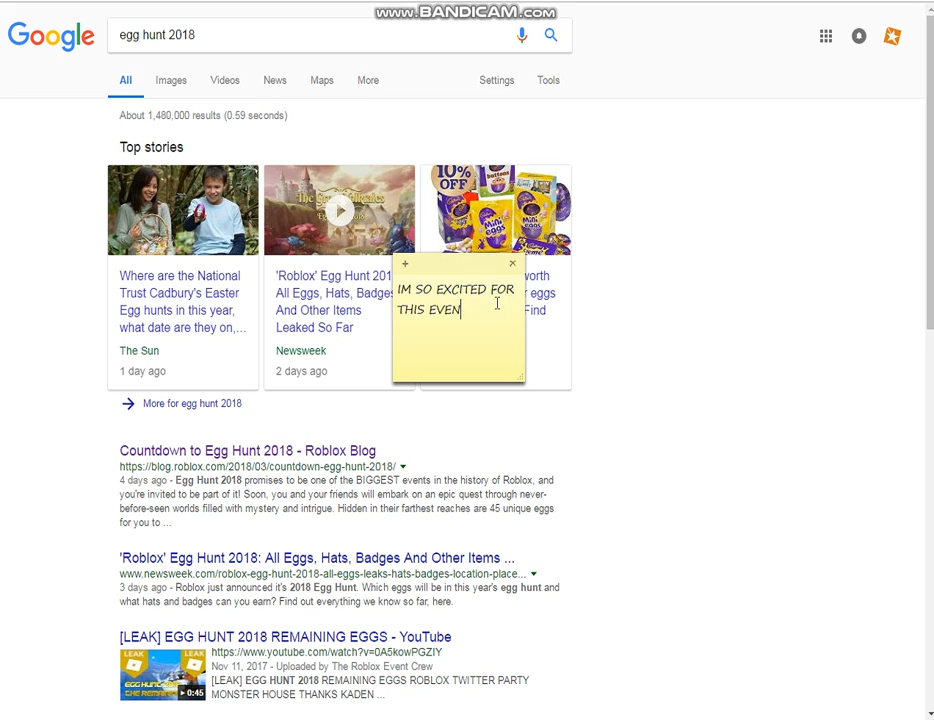 www.BANDICAM.com
Google
egg hunt 2018
All Images Videos News Maps More Settings Tools
About 1,480,000 results (0.59 seconds)
Top stories
10% OFF
buttons
Mini eggs
Where are the National
Trust Cadbury's Easter
Egg hunts in this year,
what date are they on,...
The Sun
1 day ago
'Roblox' Egg Hunt 201
All Eggs, Hats, Badges
And Other Items
Leaked So Far
Newsweek
2 days ago
worth
r eggs
Find
+ ×
IM SO EXCITED FOR
THIS EVEN
More for egg hunt 2018
Countdown to Egg Hunt 2018 - Roblox Blog
https://blog.roblox.com/2018/03/countdown-egg-hunt-2018/
4 days ago - Egg Hunt 2018 promises to be one of the BIGGEST events in the history of Roblox, and
you're invited to be part of it! Soon, you and your friends will embark on an epic quest through never-
before-seen worlds filled with mystery and intrigue. Hidden in their farthest reaches are 45 unique eggs
for you to ...
'Roblox' Egg Hunt 2018: All Eggs, Hats, Badges And Other Items ...
www.newsweek.com/roblox-egg-hunt-2018-all-eggs-leaks-hats-badges-location-place...
3 days ago - Roblox just announced it's 2018 Egg Hunt. Which eggs will be in this year's egg hunt and
what hats and badges can you earn? Find out everything we know so far, here.
[LEAK] EGG HUNT 2018 REMAINING EGGS - YouTube
https://www.youtube.com/watch?v=0A5kowPGZIY
Nov 11, 2017 - Uploaded by The Roblox Event Crew
[LEAK] EGG HUNT 2018 REMAINING EGGS ROBLOX TWITTER PARTY
MONSTER HOUSE THANKS KADEN ...
LEAK
LEAK
0:45